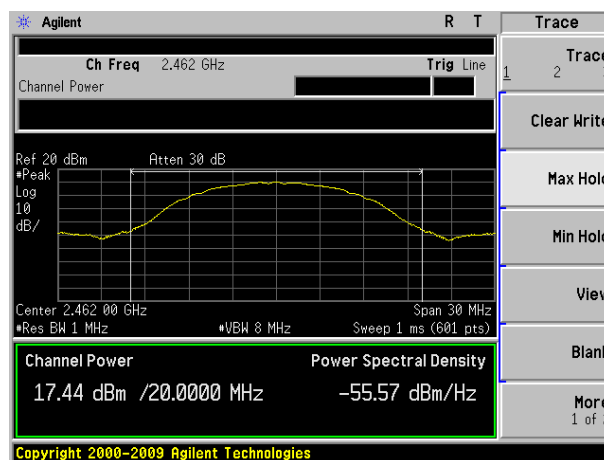 Agilent R T Trace
Ch Freq 2.462 GHz Trig Line
Channel Power
Trace
1 2
Clear Write
Max Hold
Min Hold
View
Blank
More
1 of
Ref 20 dBm Atten 30 dB
#Peak
Log
10
dB/
Center 2.462 00 GHz Span 30 MHz
#Res BW 1 MHz #VBW 8 MHz Sweep 1 ms (601 pts)
Channel Power Power Spectral Density
17.44 dBm /20.0000 MHz -55.57 dBm/Hz
Copyright 2000-2009 Agilent Technologies